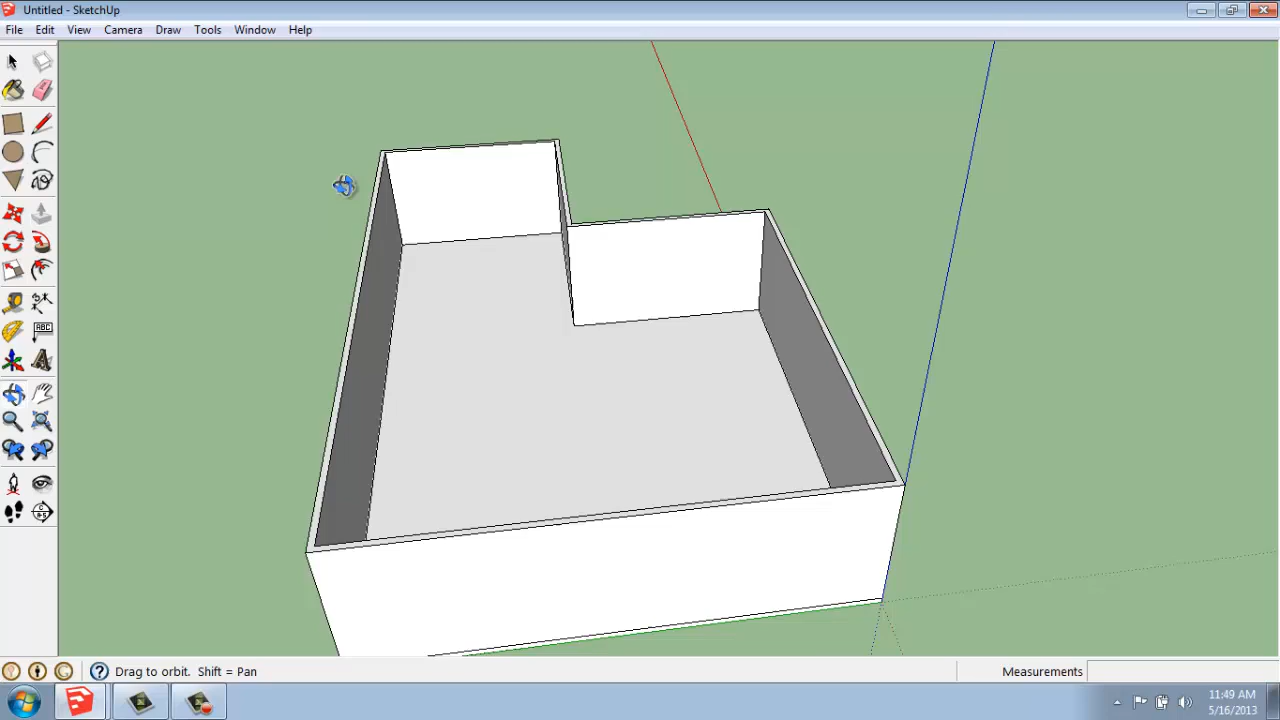 Untitled - SketchUp
File Edit View Camera Draw Tools Window Help
ABC
Drag to orbit. Shift = Pan
Measurements
11:49 AM
5/16/2013